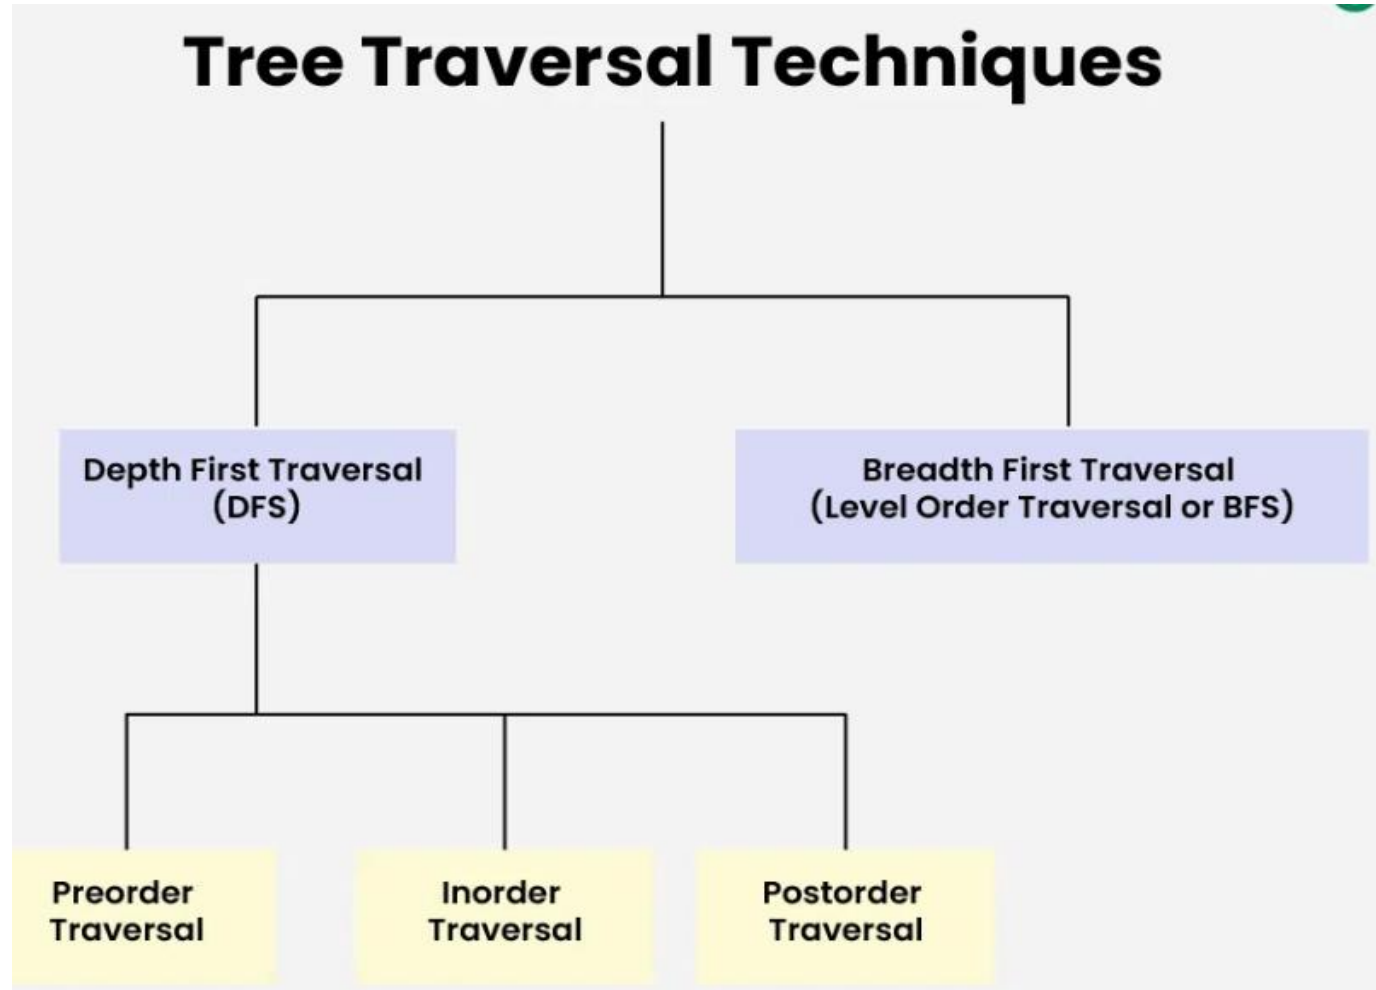 Tree Traversal Techniques
Depth First Traversal
(DFS)
Breadth First Traversal
(Level Order Traversal or BFS)
Preorder
Traversal
Inorder
Traversal
Postorder
Traversal